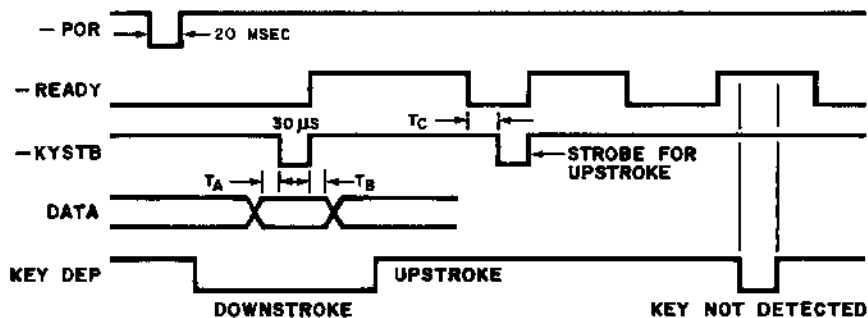 -POR
20 MSEC
-READY
30 μS
TC
-KYSTB
STROBE FOR
UPSTROKE
TA
TB
DATA
KEY DEP
UPSTROKE
DOWNSTROKE
KEY NOT DETECTED